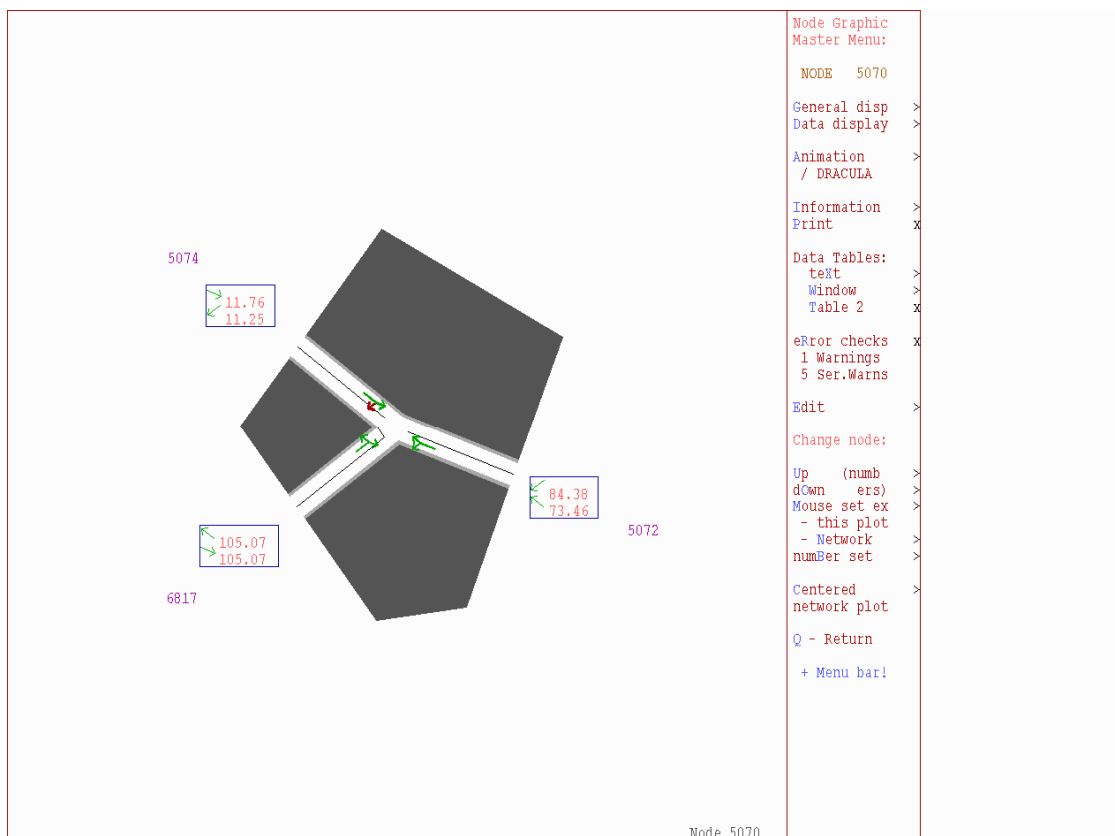 5074
11.76
11.25
84.38
73.46
5072
105.07
105.07
6817
Node 5070
Node Graphic
Master Menu:
NODE 5070
General disp >
Data display >
Animation >
/ DRACULA
Information >
Print x
Data Tables:
teXt >
Window >
Table 2 x
eRror checks x
1 Warnings
5 Ser.Warns
Edit >
Change node:
Up (numb >
dOwn ers) >
Mouse set ex >
- this plot
- Network >
numBer set >
Centered >
network plot
Q - Return
+ Menu bar!